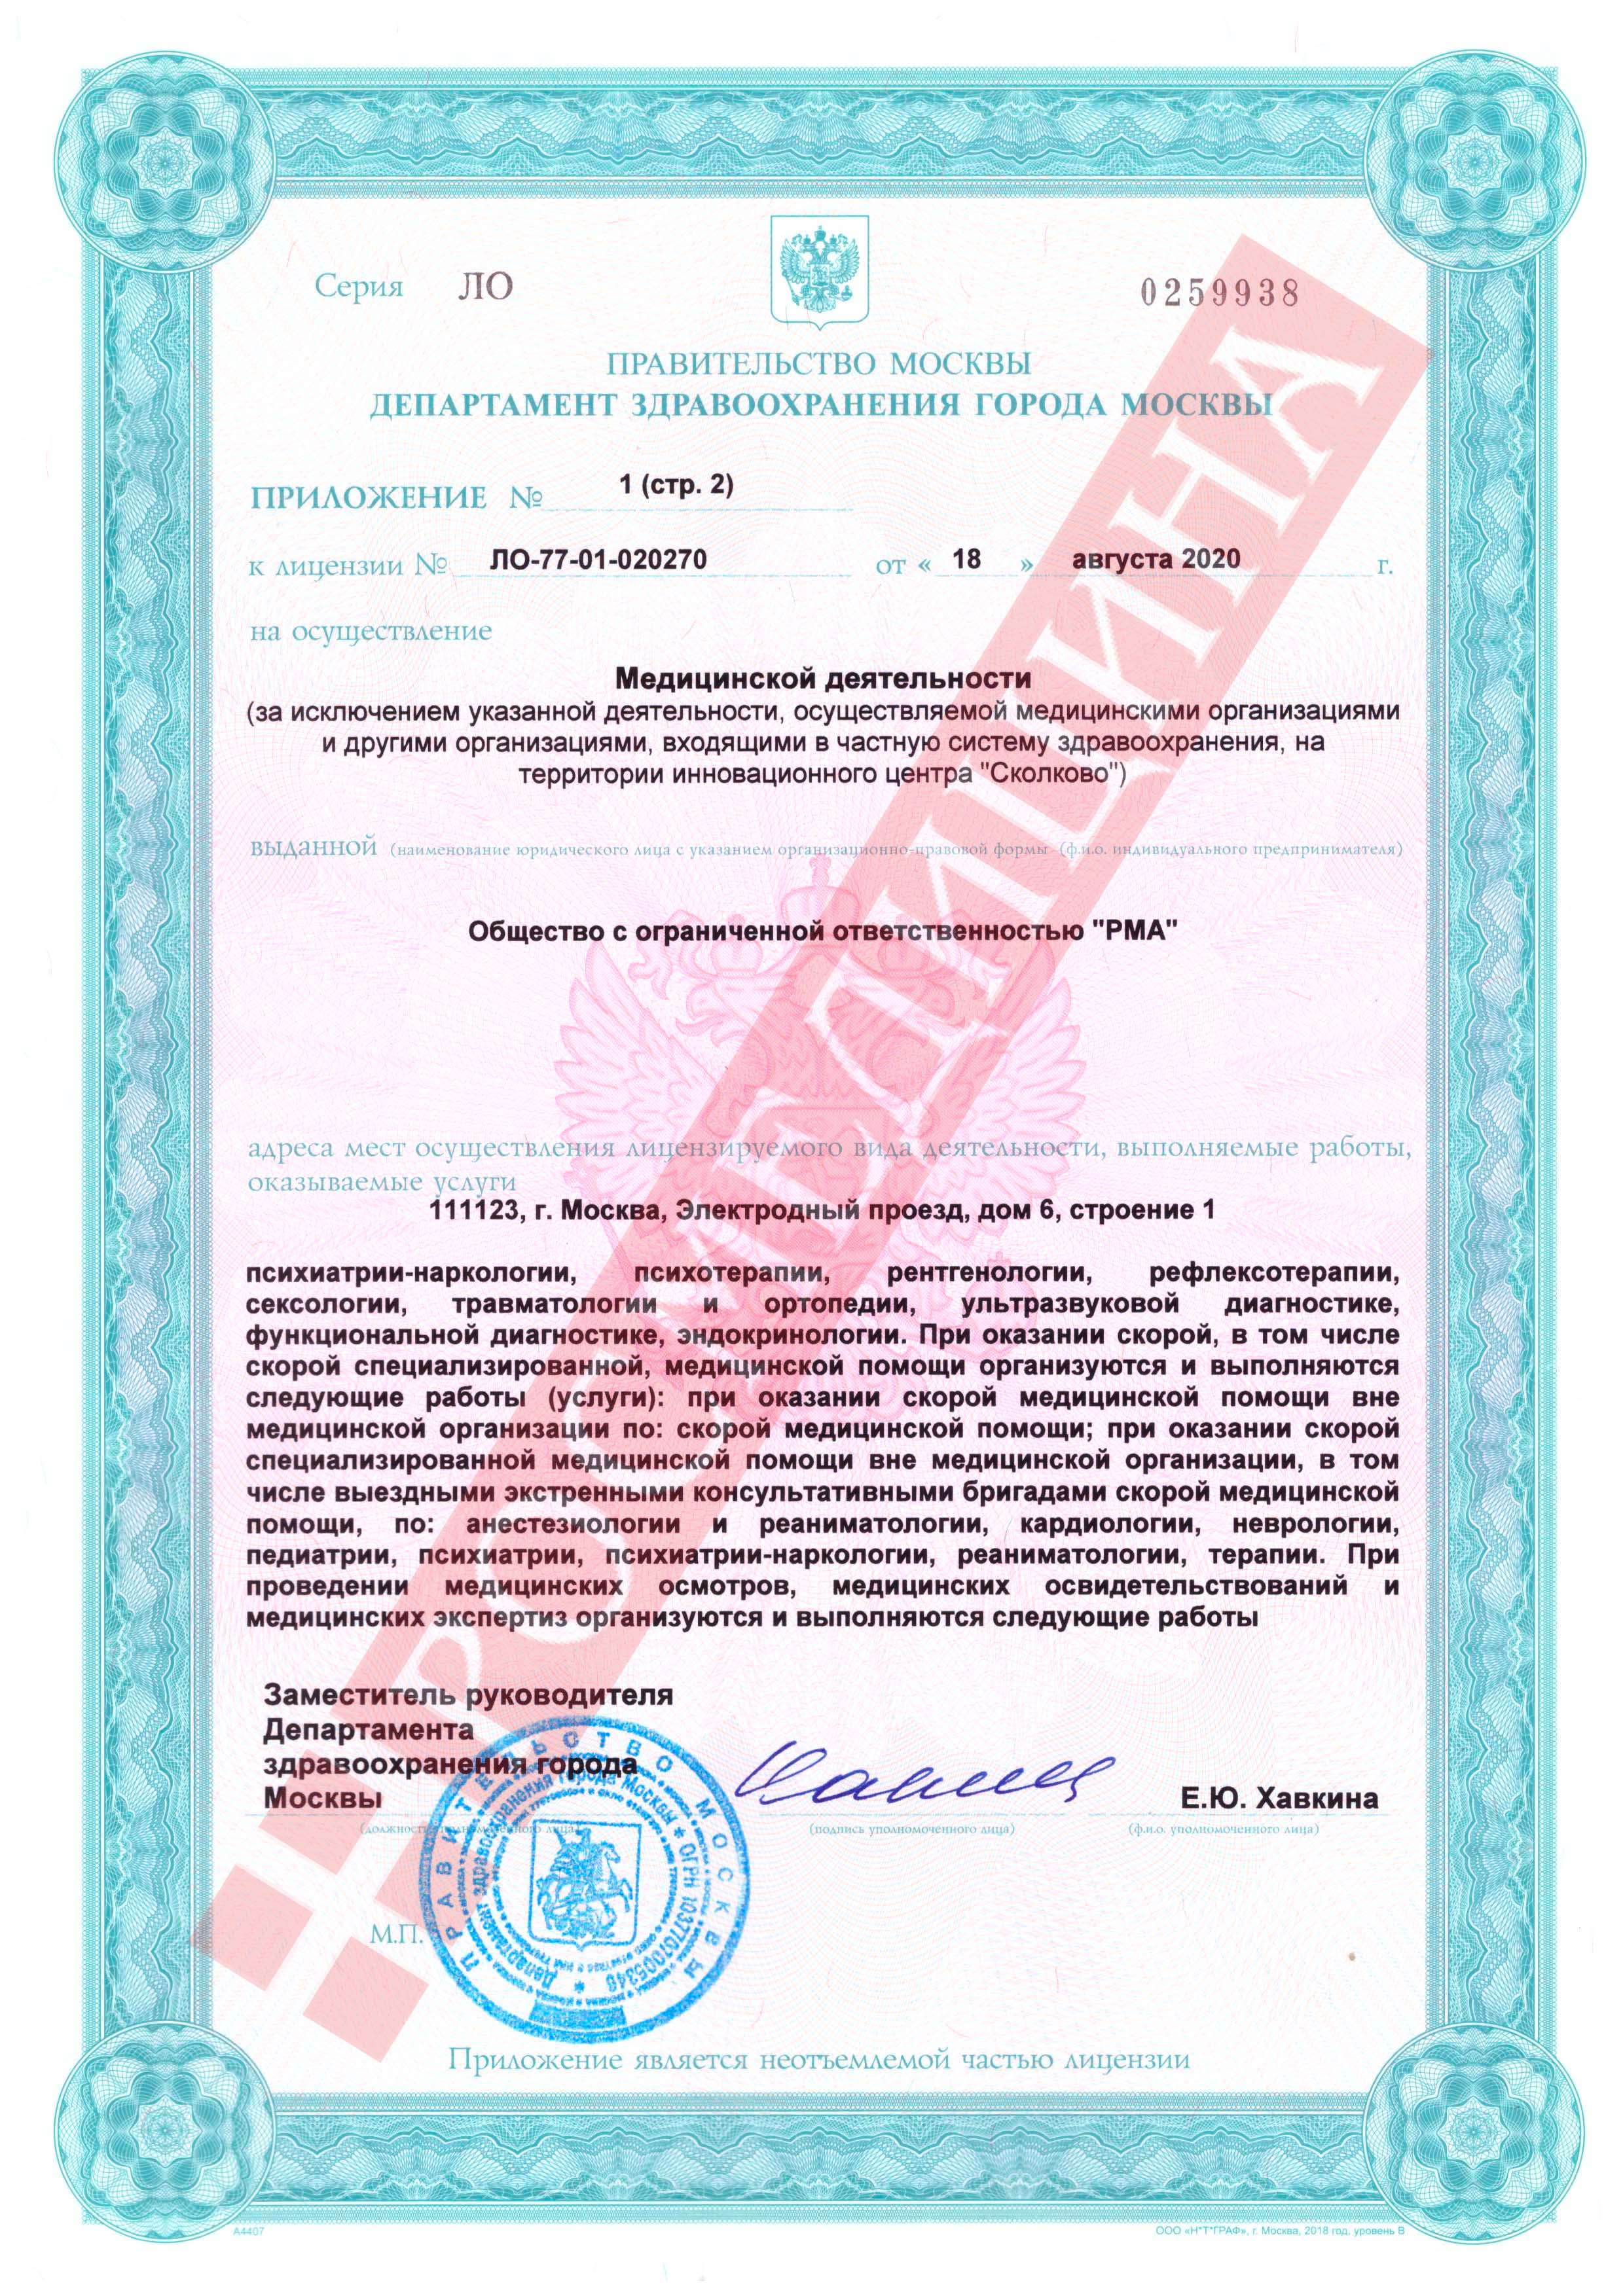 Серия ЛО 0259938
ПРАВИТЕЛЬСТВО МОСКВЫ
ДЕПАРТАМЕНТ ЗДРАВООХРАНЕНИЯ ГОРОДА МОСКВЫ
ПРИЛОЖЕНИЕ № 1 (стр. 2)
к лицензии № ЛО-77-01-020270 от « 18 » августа 2020 г.
на осуществление
Медицинской деятельности
(за исключением указанной деятельности, осуществляемой медицинскими организациями
и другими организациями, входящими в частную систему здравоохранения, на
территории инновационного центра "Сколково")
выданной (наименование юридического лица с указанием организационно-правовой формы (ф.и.о. индивидуального предпринимателя)
Общество с ограниченной ответственностью "РМА"
адреса мест осуществления лицензируемого вида деятельности, выполняемые работы,
оказываемые услуги
111123, г. Москва, Электродный проезд, дом 6, строение 1
психиатрии-наркологии, психотерапии, рентгенологии, рефлексотерапии,
сексологии, травматологии и ортопедии, ультразвуковой диагностике,
функциональной диагностике, эндокринологии. При оказании скорой, в том числе
скорой специализированной, медицинской помощи организуются и выполняются
следующие работы (услуги): при оказании скорой медицинской помощи вне
медицинской организации по: скорой медицинской помощи; при оказании скорой
специализированной медицинской помощи вне медицинской организации, в том
числе выездными экстренными консультативными бригадами скорой медицинской
помощи, по: анестезиологии и реаниматологии, кардиологии, неврологии,
педиатрии, психиатрии, психиатрии-наркологии, реаниматологии, терапии. При
проведении медицинских осмотров, медицинских освидетельствований и
медицинских экспертиз организуются и выполняются следующие работы
РОСМЕДИЦИНА
Заместитель руководителя
Департамента
здравоохранения города
Москвы
Е.Ю. Хавкина
(должность уполномоченного лица)
(подпись уполномоченного лица)
(ф.и.о. уполномоченного лица)
ПРАВИТЕЛЬСТВО МОСКВЫ
Департамент здравоохранения города Москвы * ОГРН 1037707005346 *
М.П.
Приложение является неотъемлемой частью лицензии
А4407
ООО «Н*Т*ГРАФ», г. Москва, 2018 год, уровень В